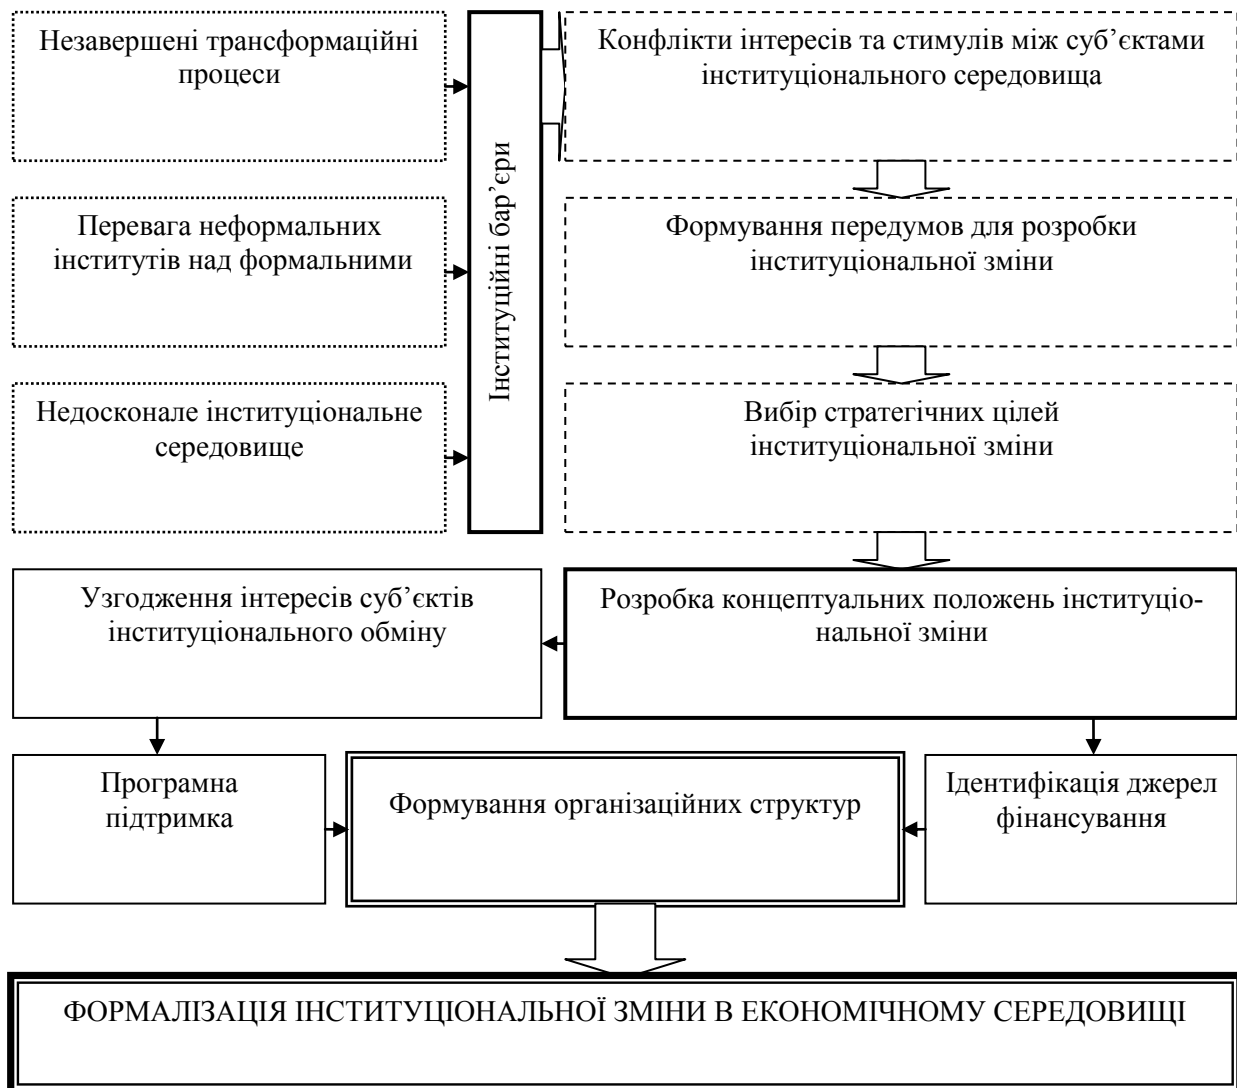 Незавершені трансформаційні
процеси
Перевага неформальних
інститутів над формальними
Недосконале інституціональне
середовище
Інституційні бар’єри
Конфлікти інтересів та стимулів між суб’єктами
інституціонального середовища
Формування передумов для розробки
інституціональної зміни
Вибір стратегічних цілей
інституціональної зміни
Узгодження інтересів суб’єктів
інституціонального обміну
Розробка концептуальних положень інституціо-
нальної зміни
Програмна
підтримка
Формування організаційних структур
Ідентифікація джерел
фінансування
ФОРМАЛІЗАЦІЯ ІНСТИТУЦІОНАЛЬНОЇ ЗМІНИ В ЕКОНОМІЧНОМУ СЕРЕДОВИЩІ